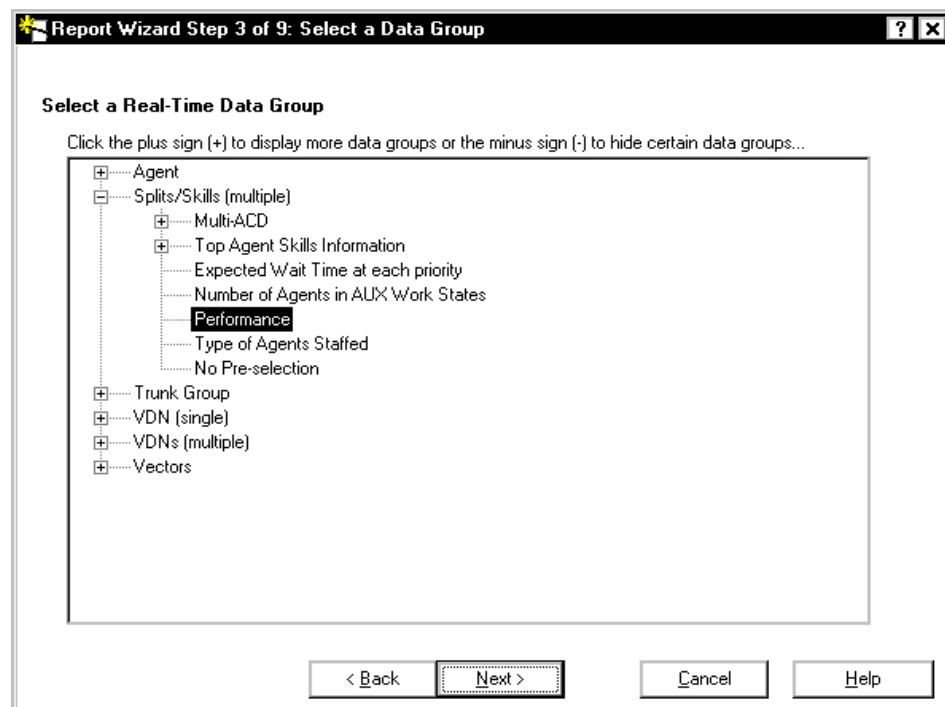 Report Wizard Step 3 of 9: Select a Data Group
Select a Real-Time Data Group
Click the plus sign (+) to display more data groups or the minus sign (-) to hide certain data groups...
Agent
Splits/Skills (multiple)
Multi-ACD
Top Agent Skills Information
Expected Wait Time at each priority
Number of Agents in AUX Work States
Performance
Type of Agents Staffed
No Pre-selection
Trunk Group
VDN (single)
VDNs (multiple)
Vectors
< Back Next > Cancel Help